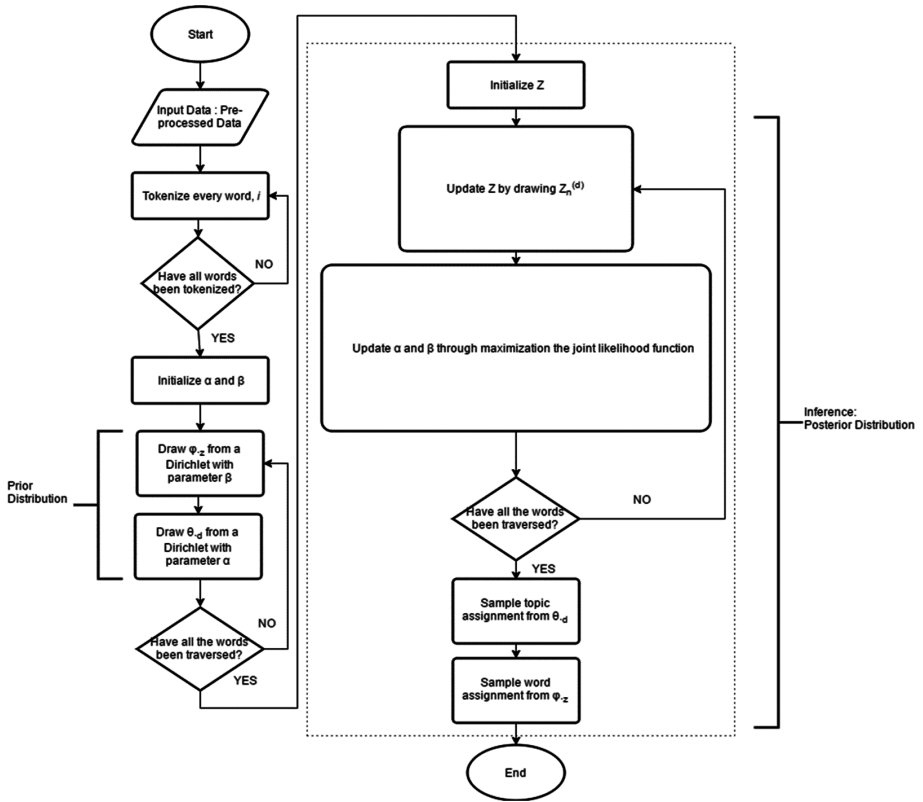 Start
Input Data : Pre-
processed Data
Tokenize every word, i
Have all words
been tokenized?
NO
YES
Initialize α and β
Prior
Distribution
Draw φ.z from a
Dirichlet with
parameter β
Draw θ.d from a
Dirichlet with
parameter α
Have all the words
been traversed?
NO
YES
Initialize Z
Update Z by drawing Zn(d)
Update α and β through maximization the joint likelihood function
Have all the words
been traversed?
NO
YES
Sample topic
assignment from θ.d
Sample word
assignment from φ.z
End
Inference:
Posterior Distribution